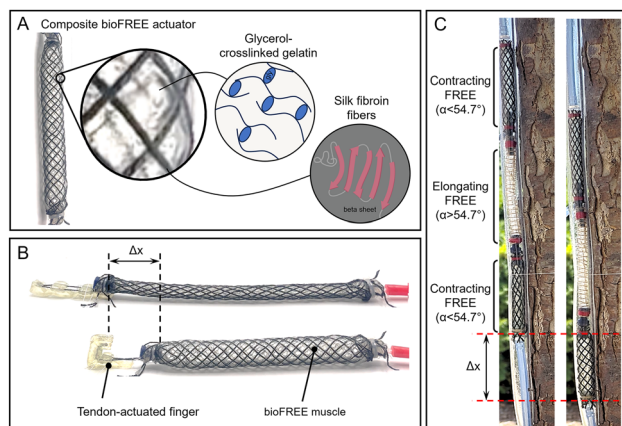 A
Composite bioFREE actuator
Glycerol-
crosslinked gelatin
Silk fibroin
fibers
beta sheet
B
Δx
Tendon-actuated finger
bioFREE muscle
C
Contracting
FREE
(α<54.7°)
Elongating
FREE
(α>54.7°)
Contracting
FREE
(α<54.7°)
Δx